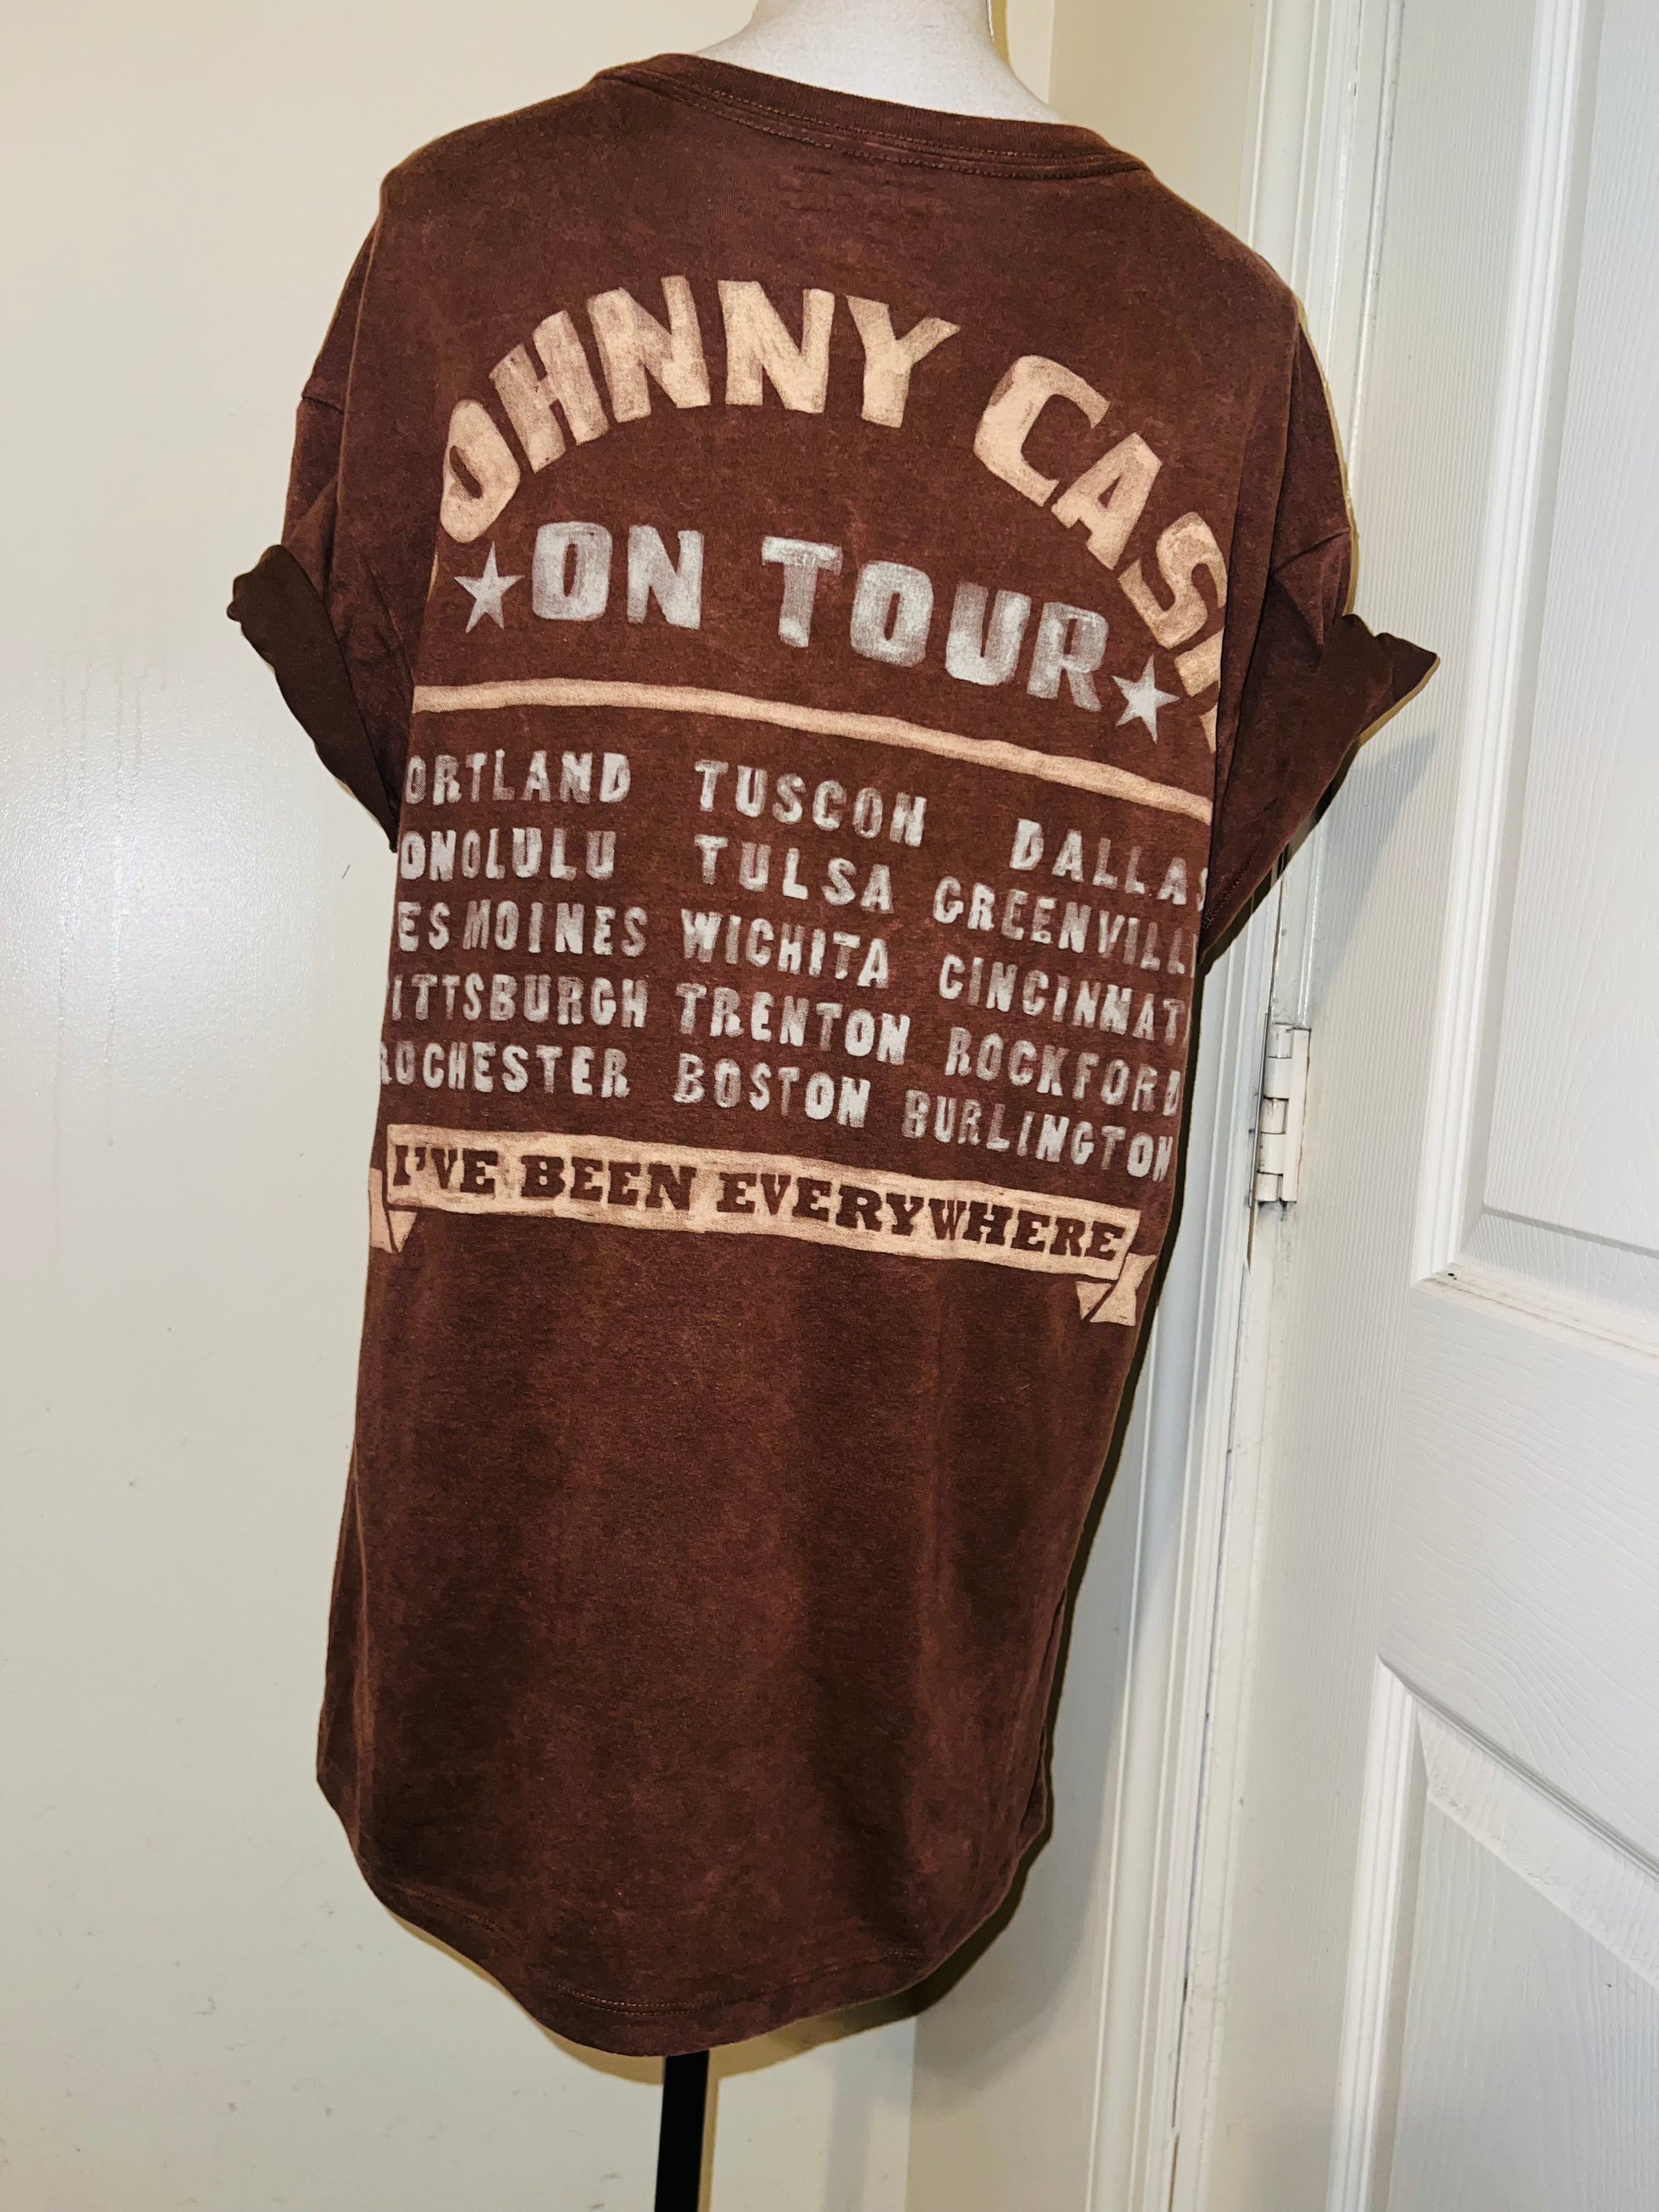 OHNNY CASH
★ON TOUR★
ORTLAND TUSCON DALLAS
ONOLULU TULSA GREENVILL
ES MOINES WICHITA CINCINNAT
ITTSBURGH TRENTON ROCKFORD
ROCHESTER BOSTON BURLINGTON
I'VE BEEN EVERYWHERE